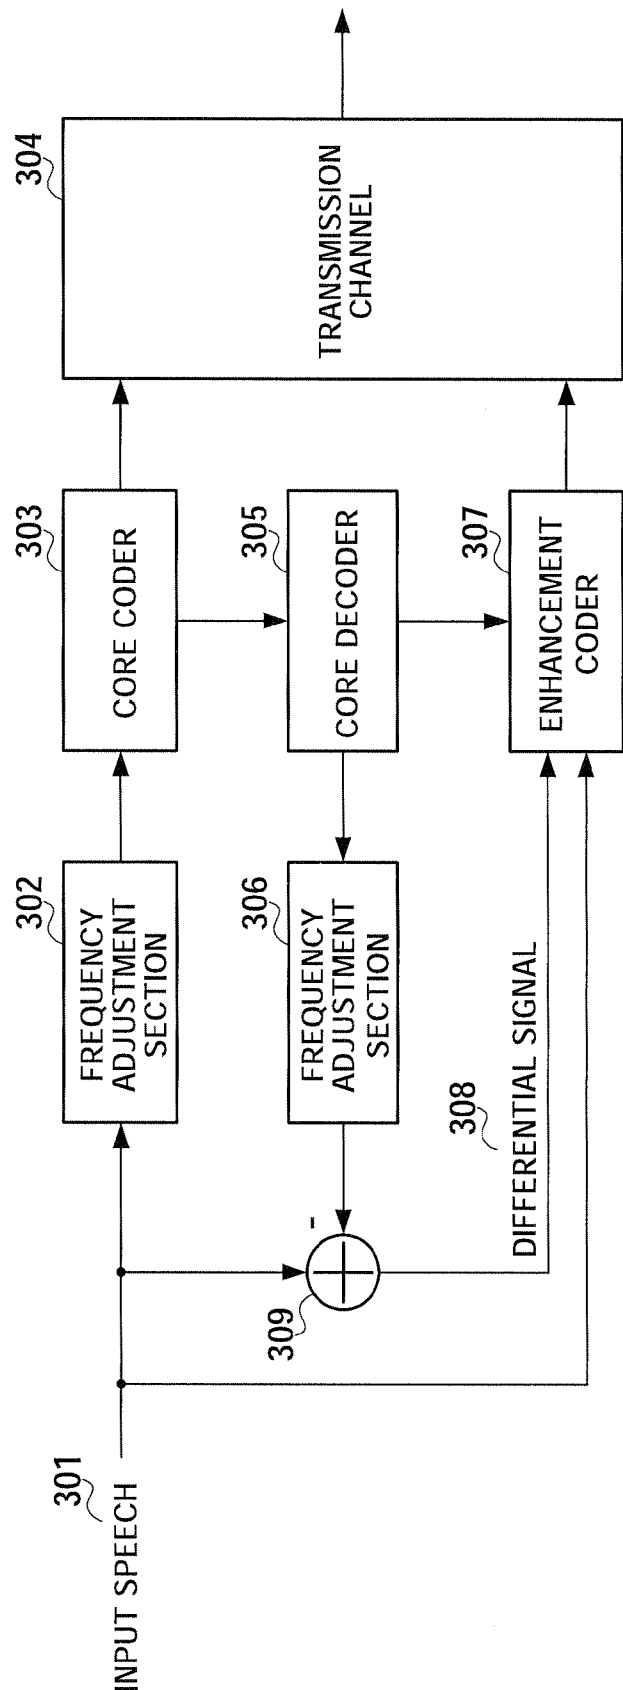 301
INPUT SPEECH
302
FREQUENCY
ADJUSTMENT
SECTION
303
CORE CODER
304
TRANSMISSION
CHANNEL
305
CORE DECODER
306
FREQUENCY
ADJUSTMENT
SECTION
-
309
308
DIFFERENTIAL SIGNAL
307
ENHANCEMENT
CODER